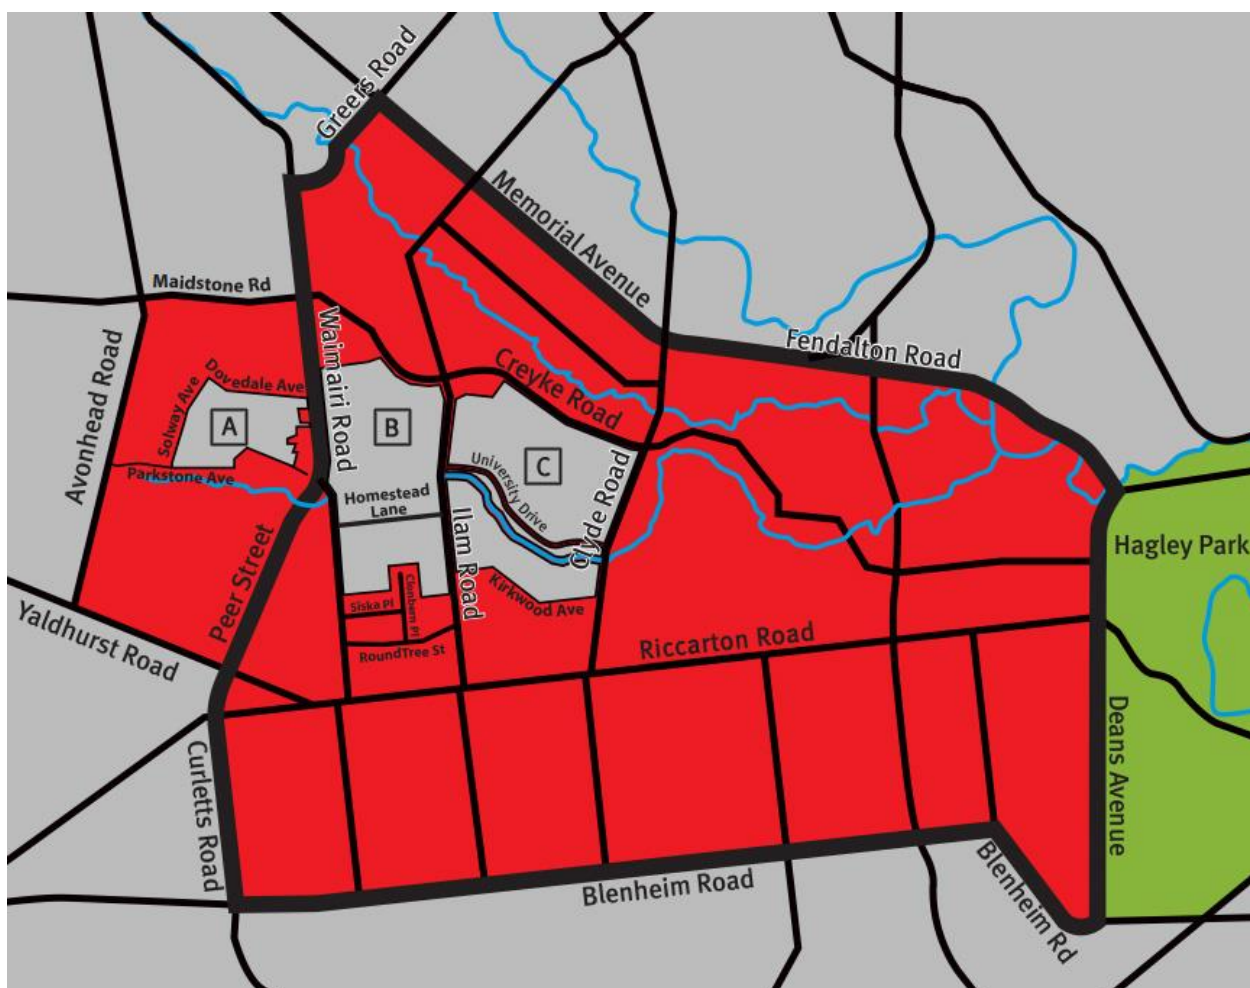 Greers Road
Memorial Avenue
Maidstone Rd
Fendalton Road
Waimairi Road
Avonhead Road
Dovedale Ave
Solway Ave
A
B
C
Creyke Road
Parkstone Ave
University Drive
Clyde Road
Homestead
Lane
Ilam Road
Hagley Park
Peer Street
Siska Pl
Clonbern Pl
Kirkwood Ave
Yaldhurst Road
RoundTree St
Riccarton Road
Curletts Road
Deans Avenue
Blenheim Road
Blenheim Rd